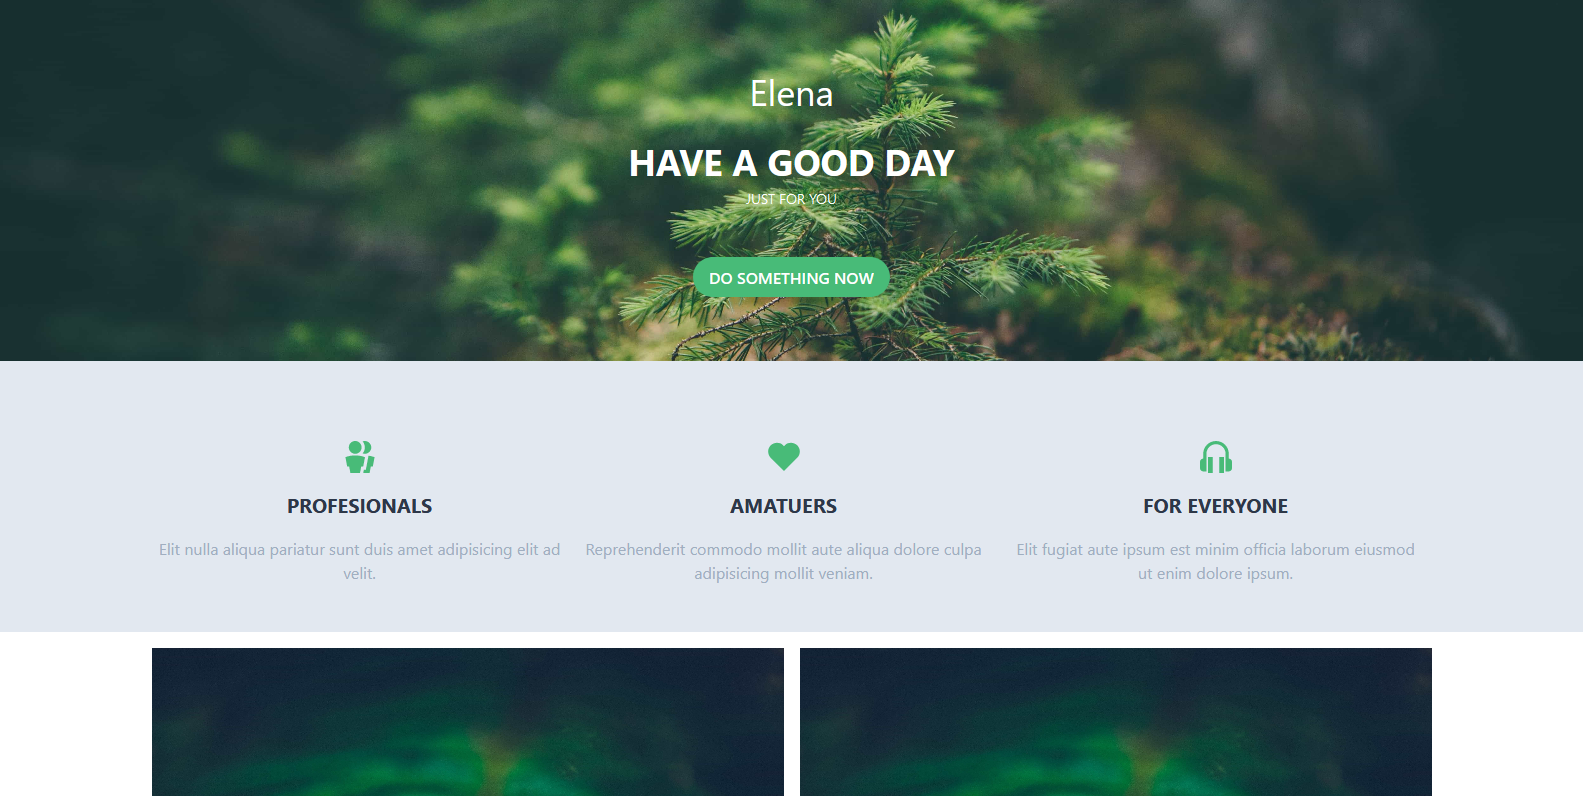 Elena
HAVE A GOOD DAY
JUST FOR YOU
DO SOMETHING NOW
PROFESIONALS
Elit nulla aliqua pariatur sunt duis amet adipisicing elit ad
velit.
AMATUERS
Reprehenderit commodo mollit aute aliqua dolore culpa
adipisicing mollit veniam.
FOR EVERYONE
Elit fugiat aute ipsum est minim officia laborum eiusmod
ut enim dolore ipsum.